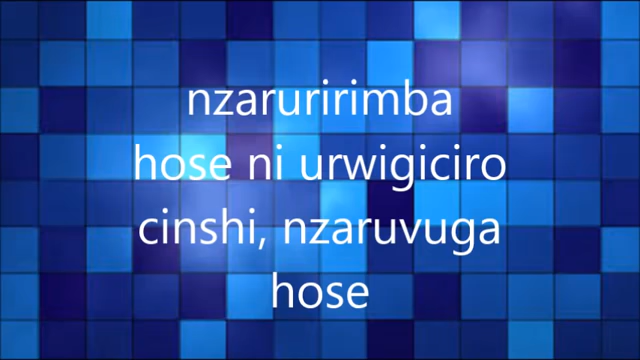 nzaruririmba
hose ni urwigiciro
cinshi, nzaruvuga
hose